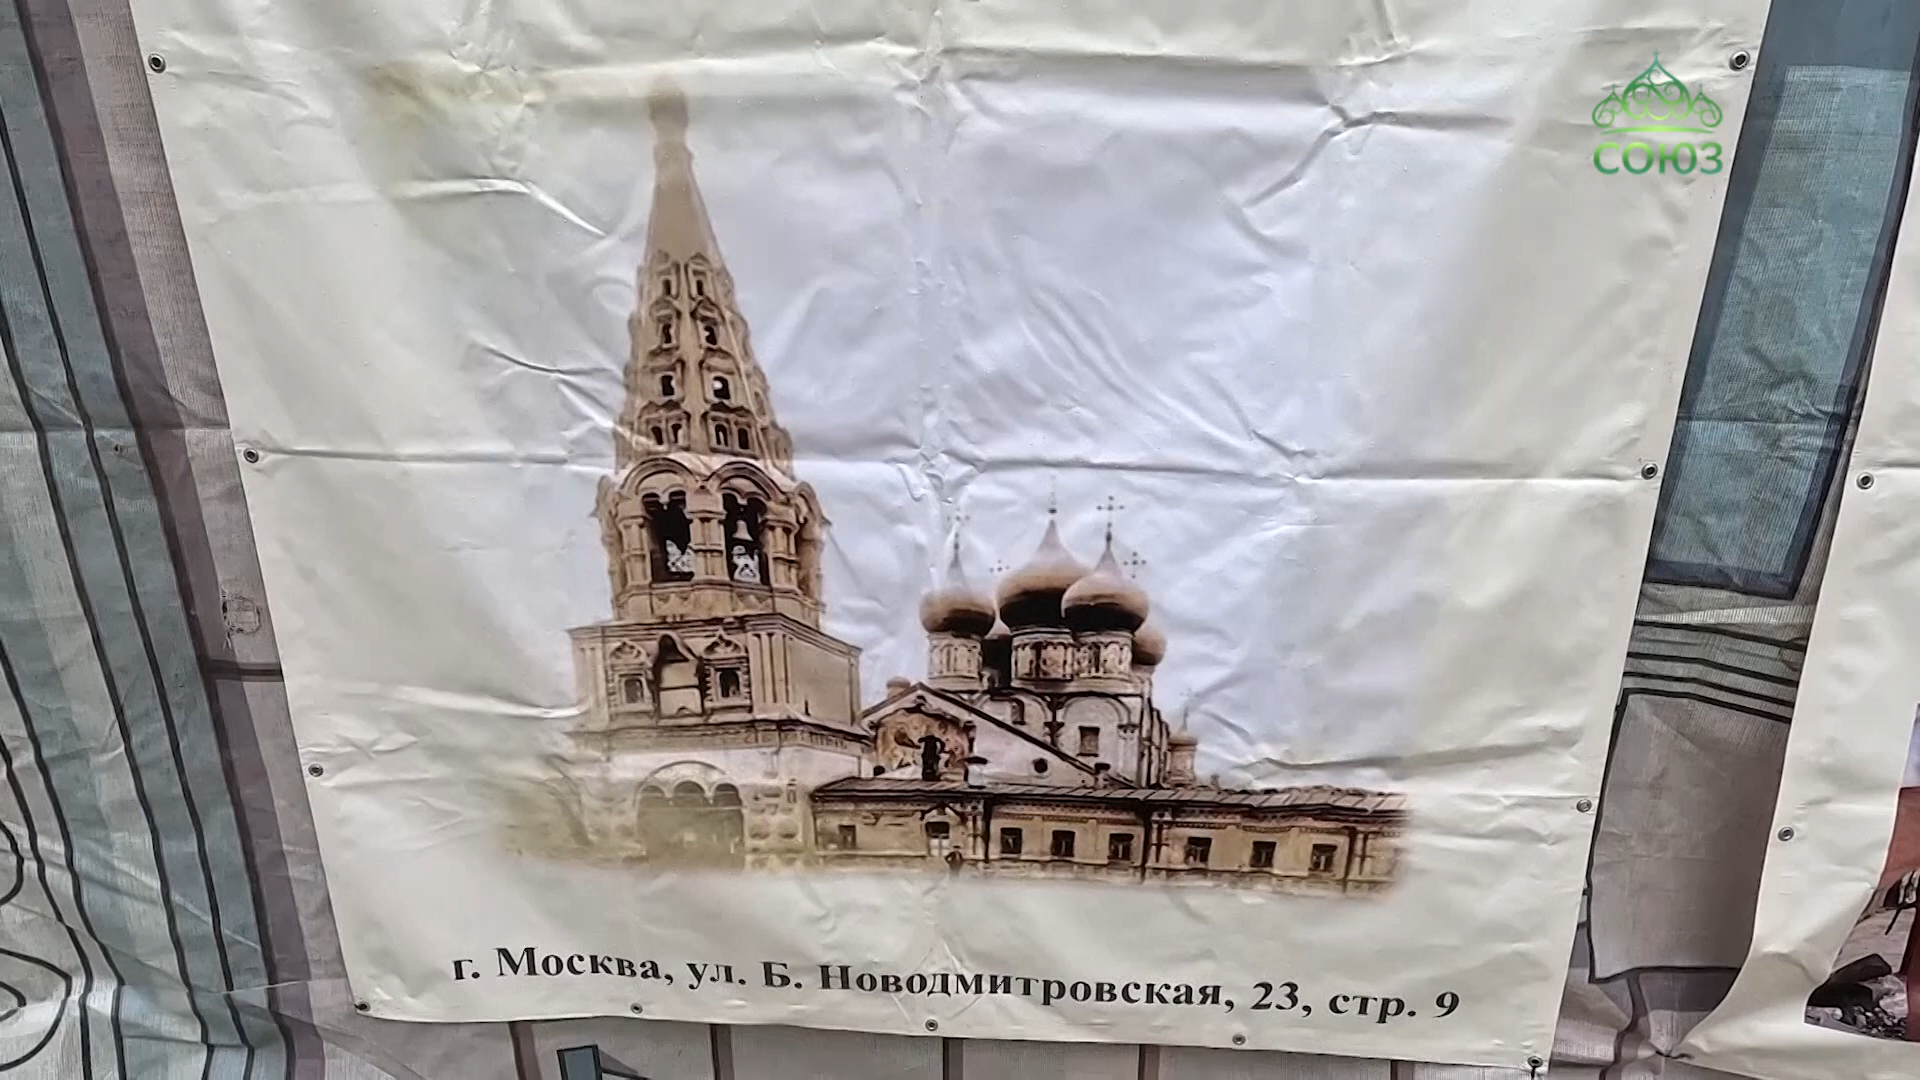 СОЮЗ
г. Москва, ул. Б. Новодмитровская, 23, стр. 9